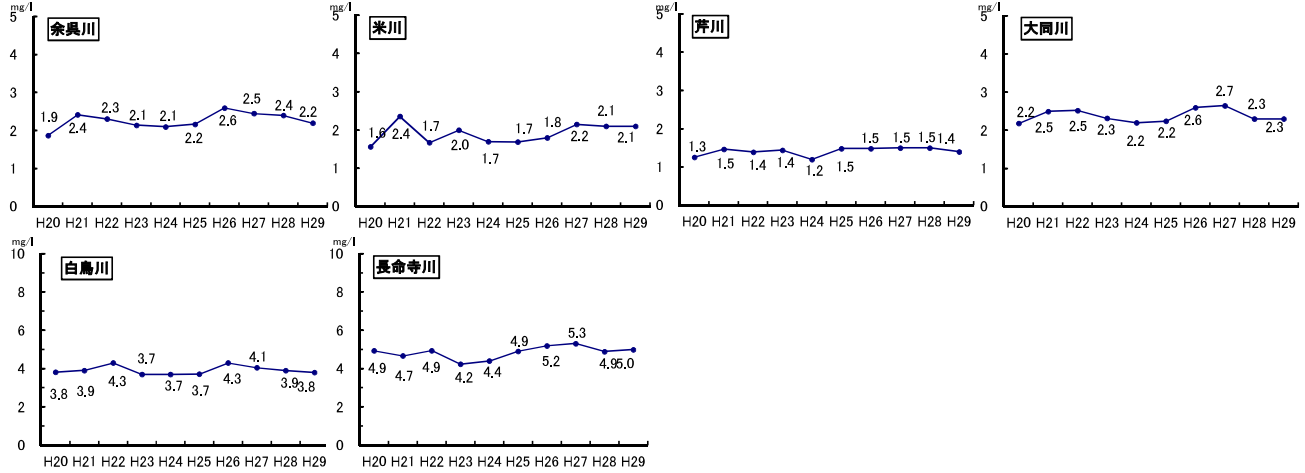 mg/l
余呉川
5
4
3
2
1
0
1.9 2.4 2.3 2.1 2.1 2.2 2.6 2.5 2.4 2.2
H20 H21 H22 H23 H24 H25 H26 H27 H28 H29
mg/l
米川
5
4
3
2
1
0
1.6 2.4 1.7 2.0 1.7 1.7 1.8 2.2 2.1 2.1
H20 H21 H22 H23 H24 H25 H26 H27 H28 H29
mg/l
芹川
5
4
3
2
1
0
1.3 1.5 1.4 1.4 1.2 1.5 1.5 1.5 1.5 1.4
H20 H21 H22 H23 H24 H25 H26 H27 H28 H29
mg/l
大同川
5
4
3
2
1
0
2.2 2.5 2.5 2.3 2.2 2.2 2.6 2.7 2.3 2.3
H20 H21 H22 H23 H24 H25 H26 H27 H28 H29
mg/l
白鳥川
10
8
6
4
2
0
3.8 3.9 4.3 3.7 3.7 3.7 4.3 4.1 3.9 3.8
H20 H21 H22 H23 H24 H25 H26 H27 H28 H29
mg/l
長命寺川
10
8
6
4
2
0
4.9 4.7 4.9 4.2 4.4 4.9 5.2 5.3 4.9 5.0
H20 H21 H22 H23 H24 H25 H26 H27 H28 H29